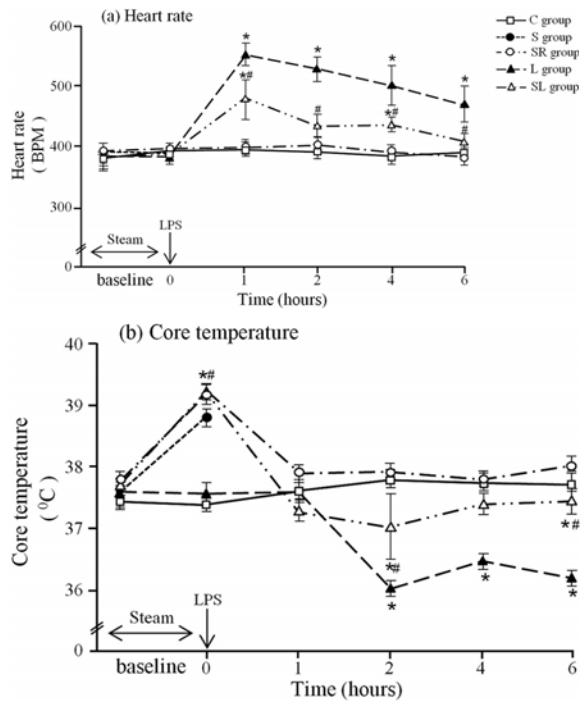 (a) Heart rate
C group
S group
SR group
L group
SL group
600
500
400
300
0
Heart rate
( BPM )
*
*#
*
#
*
*#
*
#
Steam
LPS
baseline
0
1
2
4
6
Time (hours)
(b) Core temperature
40
39
38
37
36
0
Core temperature
( ⁰C )
*#
*#
*
*
*#
*
Steam
LPS
baseline
0
1
2
4
6
Time (hours)